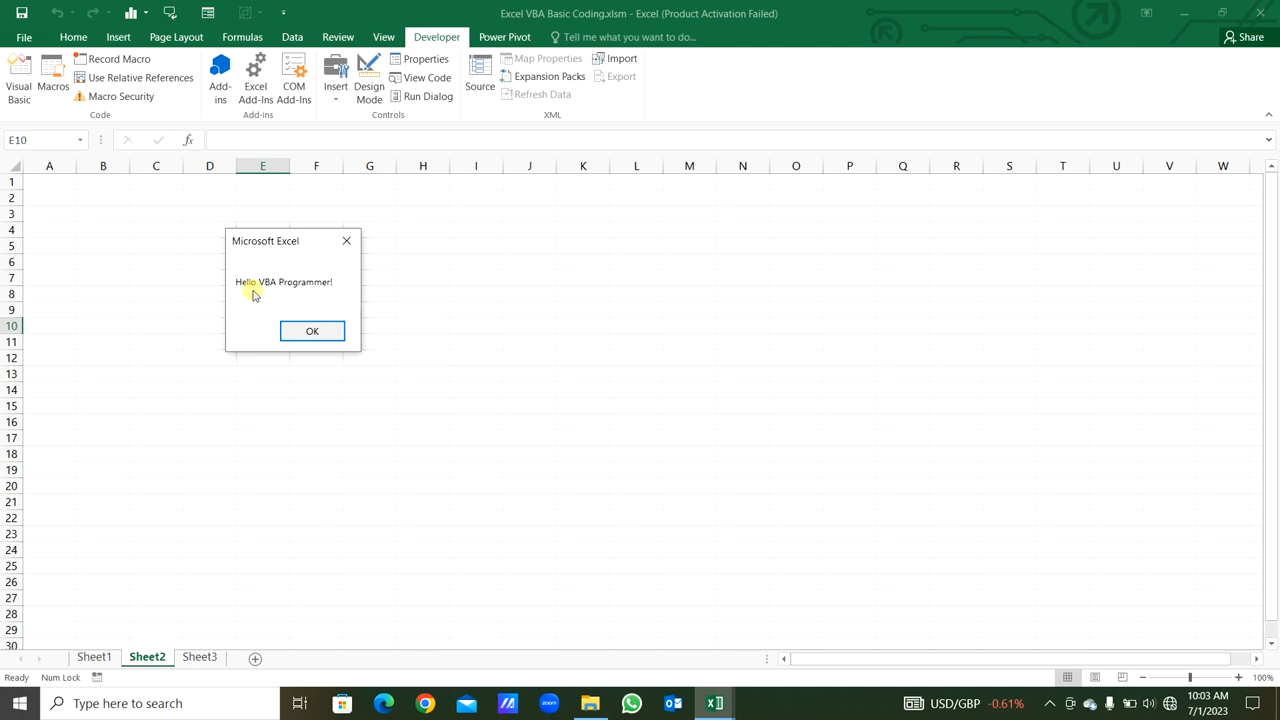 Excel VBA Basic Coding.xlsm - Excel (Product Activation Failed)
File Home Insert Page Layout Formulas Data Review View Developer Power Pivot Tell me what you want to do... Share
Visual Basic
Macros
Record Macro
Use Relative References
Macro Security
Code
Add-ins
Excel Add-Ins
COM Add-Ins
Add-Ins
Insert
Design Mode
Properties
View Code
Run Dialog
Controls
Source
Map Properties
Expansion Packs
Refresh Data
Import
Export
XML
E10 fx
A B C D E F G H I J K L M N O P Q R S T U V W
1
2
3
4
5
6
7
8
9
10
11
12
13
14
15
16
17
18
19
20
21
22
23
24
25
26
27
28
29
30
Microsoft Excel
Hello VBA Programmer!
OK
Sheet1 Sheet2 Sheet3
Ready Num Lock 100%
Type here to search
zoom
USD/GBP -0.61%
10:03 AM
7/1/2023